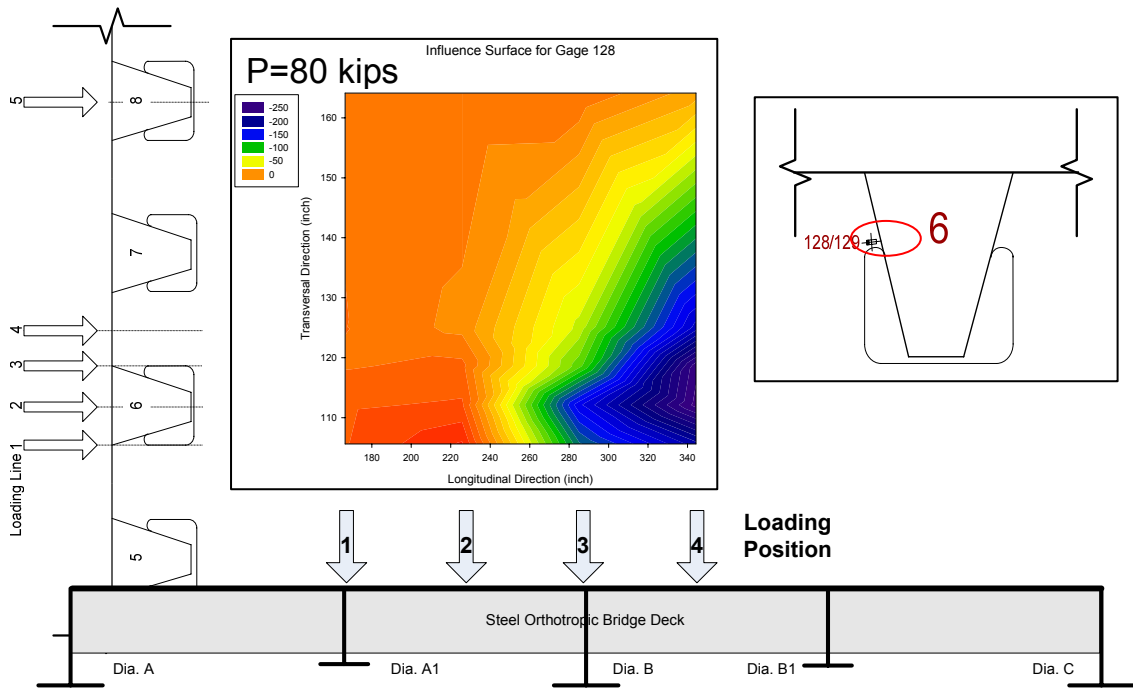 Influence Surface for Gage 128
P=80 kips
-250
-200
-150
-100
-50
0
160
150
140
130
120
110
Transversal Direction (inch)
180 200 220 240 260 280 300 320 340
Longitudinal Direction (inch)
5
8
7
4
3
2
6
Loading Line 1
5
128/129
6
1
2
3
4
Loading
Position
Steel Orthotropic Bridge Deck
Dia. A
Dia. A1
Dia. B
Dia. B1
Dia. C